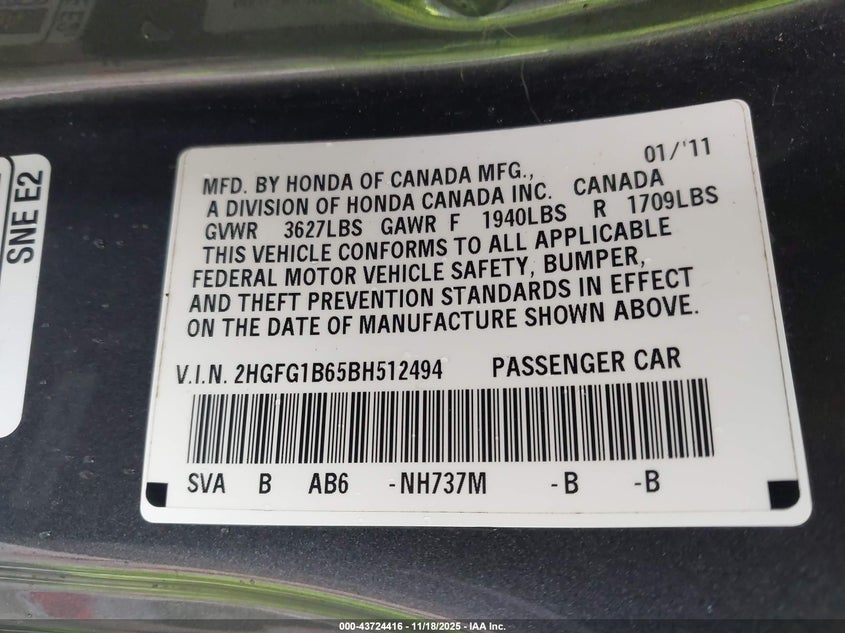 SNE E2
01/'11
MFD. BY HONDA OF CANADA MFG.,
A DIVISION OF HONDA CANADA INC. CANADA
GVWR 3627LBS GAWR F 1940LBS R 1709LBS
THIS VEHICLE CONFORMS TO ALL APPLICABLE
FEDERAL MOTOR VEHICLE SAFETY, BUMPER,
AND THEFT PREVENTION STANDARDS IN EFFECT
ON THE DATE OF MANUFACTURE SHOWN ABOVE.
V.I.N. 2HGFG1B65BH512494 PASSENGER CAR
SVA B AB6 -NH737M -B -B
000-43724416 - 11/18/2025 - IAA Inc.